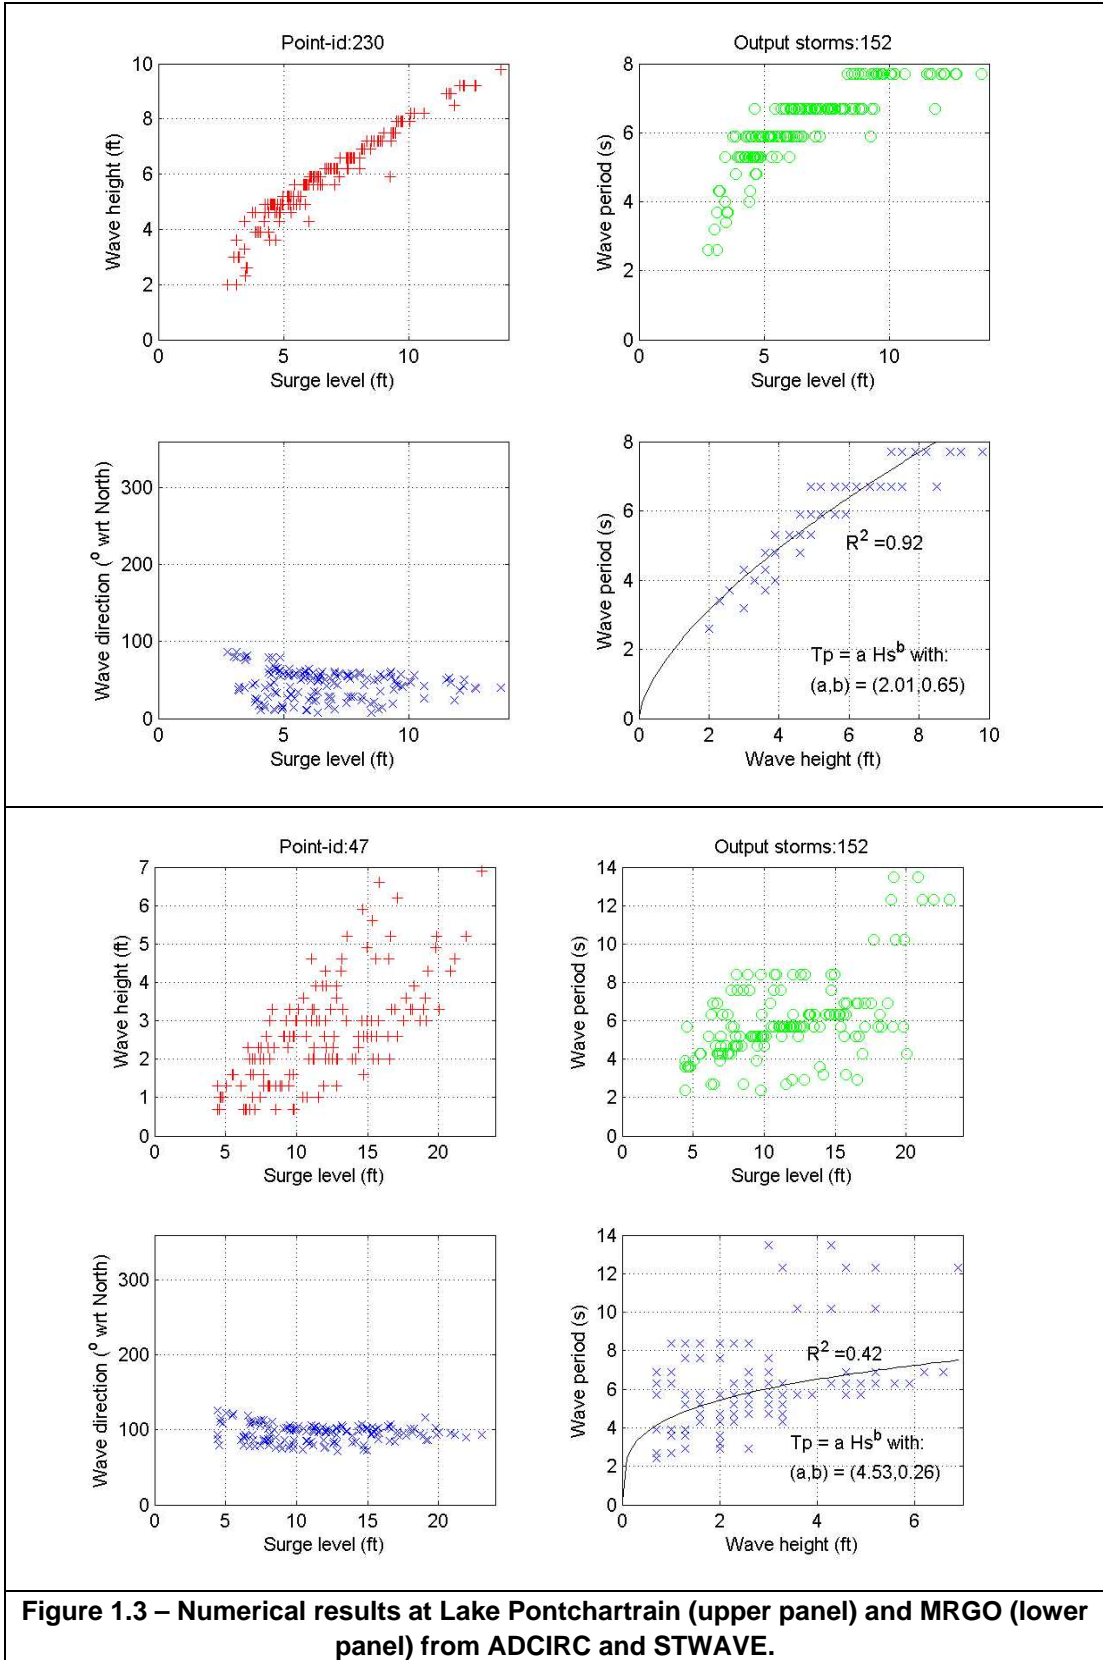 Point-id:230
Output storms:152
Wave height (ft)
10
8
6
4
2
0
0 5 10
Surge level (ft)
Wave period (s)
8
6
4
2
0
0 5 10
Surge level (ft)
Wave direction (° wrt North)
300
200
100
0
0 5 10
Surge level (ft)
Wave period (s)
8
6
4
2
0
R² =0.92
Tp = a Hs^b with:
(a,b) = (2.01,0.65)
0 2 4 6 8 10
Wave height (ft)
Point-id:47
Output storms:152
Wave height (ft)
7
6
5
4
3
2
1
0
0 5 10 15 20
Surge level (ft)
Wave period (s)
14
12
10
8
6
4
2
0
0 5 10 15 20
Surge level (ft)
Wave direction (° wrt North)
300
200
100
0
0 5 10 15 20
Surge level (ft)
Wave period (s)
14
12
10
8
6
4
2
0
R² =0.42
Tp = a Hs^b with:
(a,b) = (4.53,0.26)
0 2 4 6
Wave height (ft)
Figure 1.3 – Numerical results at Lake Pontchartrain (upper panel) and MRGO (lower
panel) from ADCIRC and STWAVE.